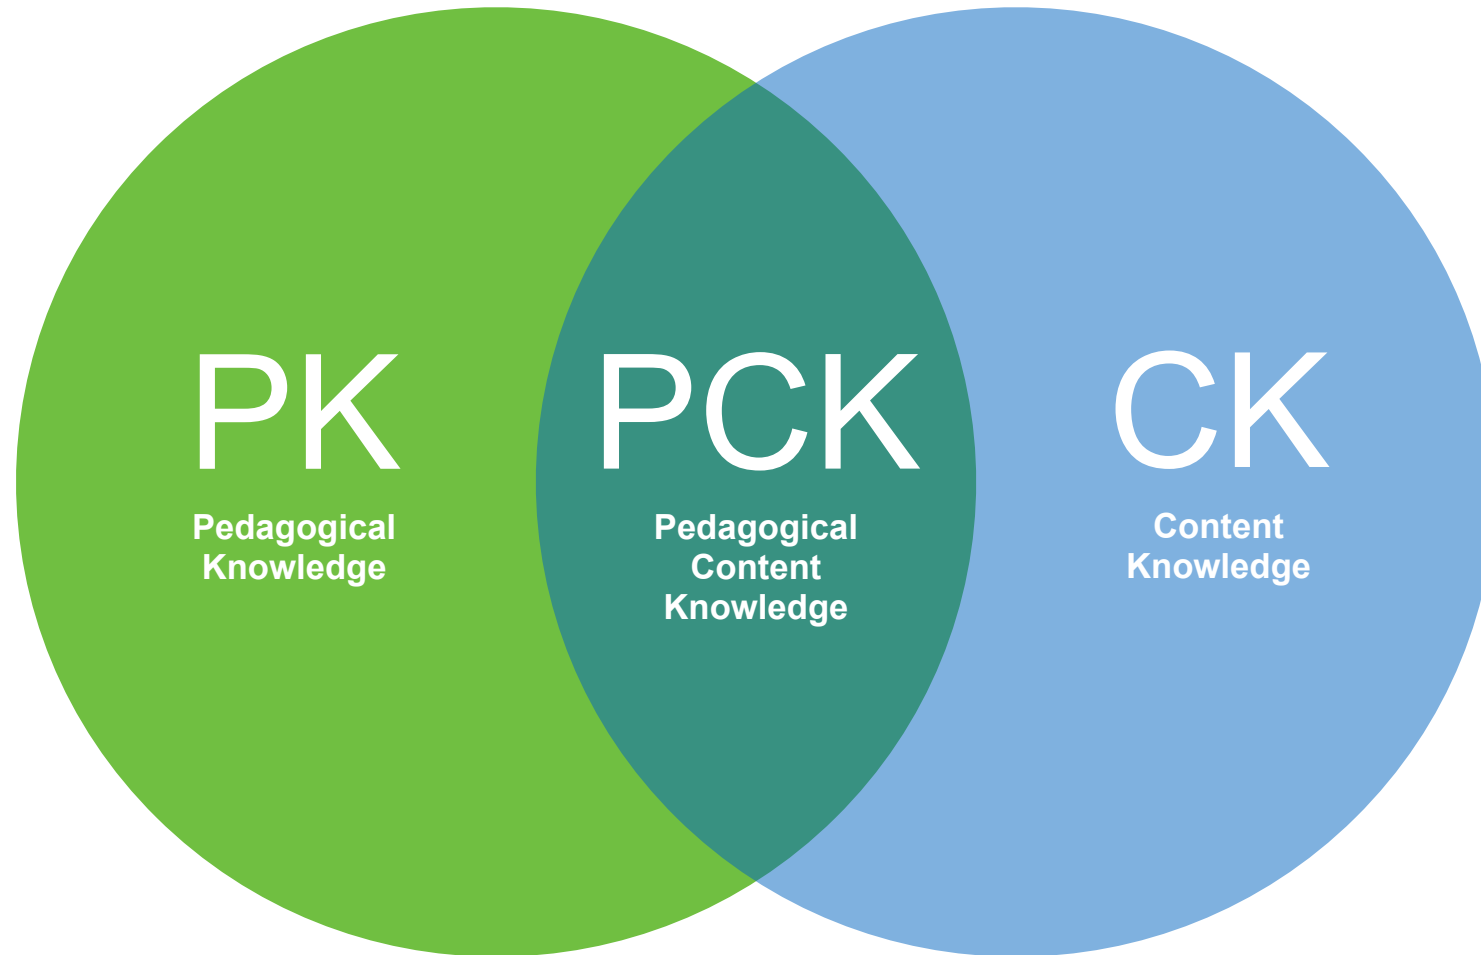 PK
Pedagogical
Knowledge
PCK
Pedagogical
Content
Knowledge
CK
Content
Knowledge